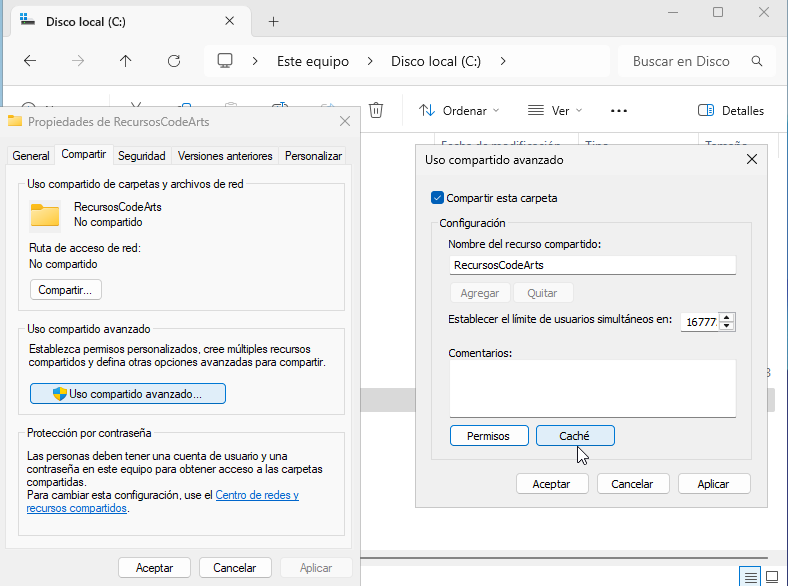 Disco local (C:)
Este equipo
Disco local (C:)
Buscar en Disco
Ordenar
Ver
Detalles
Propiedades de RecursosCodeArts
General
Compartir
Seguridad
Versiones anteriores
Personalizar
Uso compartido de carpetas y archivos de red
RecursosCodeArts
No compartido
Ruta de acceso de red:
No compartido
Compartir...
Uso compartido avanzado
Establezca permisos personalizados, cree múltiples recursos
compartidos y defina otras opciones avanzadas para compartir.
Uso compartido avanzado...
Protección por contraseña
Las personas deben tener una cuenta de usuario y una
contraseña en este equipo para obtener acceso a las carpetas
compartidas.
Para cambiar esta configuración, use el Centro de redes y
recursos compartidos.
Aceptar
Cancelar
Aplicar
Fecha de modificación
Tipo
Tamaño
Uso compartido avanzado
Compartir esta carpeta
Configuración
Nombre del recurso compartido:
RecursosCodeArts
Agregar
Quitar
Establecer el límite de usuarios simultáneos en:
16777
Comentarios:
Permisos
Caché
Aceptar
Cancelar
Aplicar